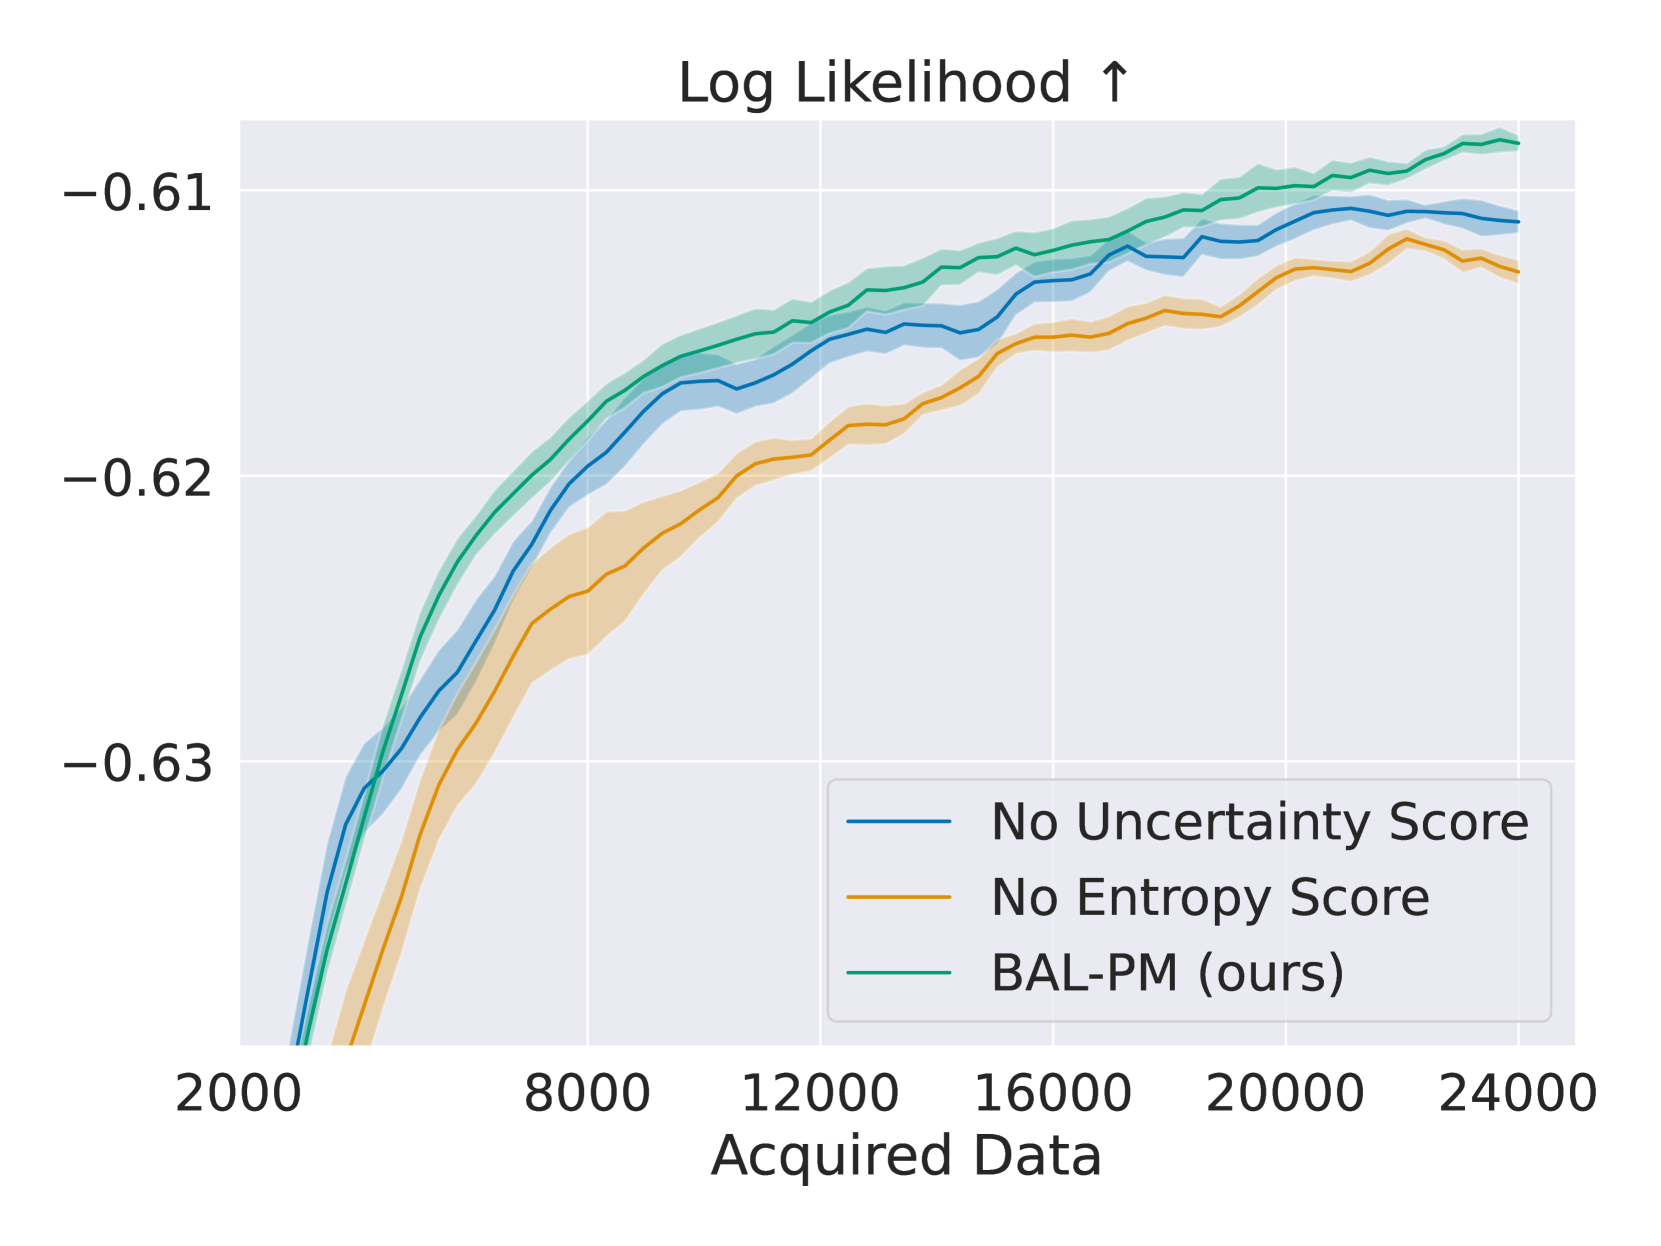 Log Likelihood ↑
−0.61
−0.62
−0.63
No Uncertainty Score
No Entropy Score
BAL-PM (ours)
2000 8000 12000 16000 20000 24000
Acquired Data